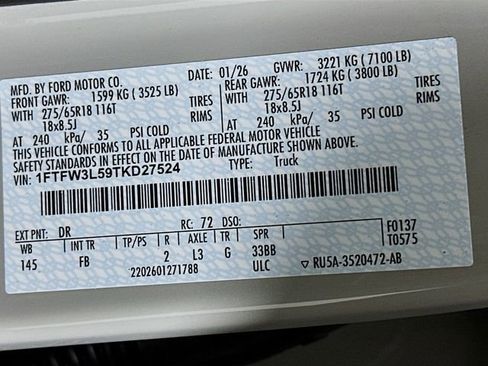 MFD. BY FORD MOTOR CO. DATE: 01/26 GVWR: 3221 KG ( 7100 LB)
FRONT GAWR: 1599 KG ( 3525 LB) REAR GAWR: 1724 KG ( 3800 LB)
WITH 275/65R18 116T TIRES WITH 275/65R18 116T TIRES
18x8.5J RIMS 18x8.5J RIMS
AT 240 kPa/ 35 PSI COLD AT 240 kPa/ 35 PSI COLD
THIS VEHICLE CONFORMS TO ALL APPLICABLE FEDERAL MOTOR VEHICLE
SAFETY STANDARDS IN EFFECT ON THE DATE OF MANUFACTURE SHOWN ABOVE.
VIN: 1FTFW3L59TKD27524 TYPE: Truck
EXT PNT: DR RC: 72 DSO: F0137
WB INT TR TP/PS R AXLE TR SPR T0575
145 FB 2 L3 G 33BB
2202601271788 ULC ▽ RU5A-3520472-AB